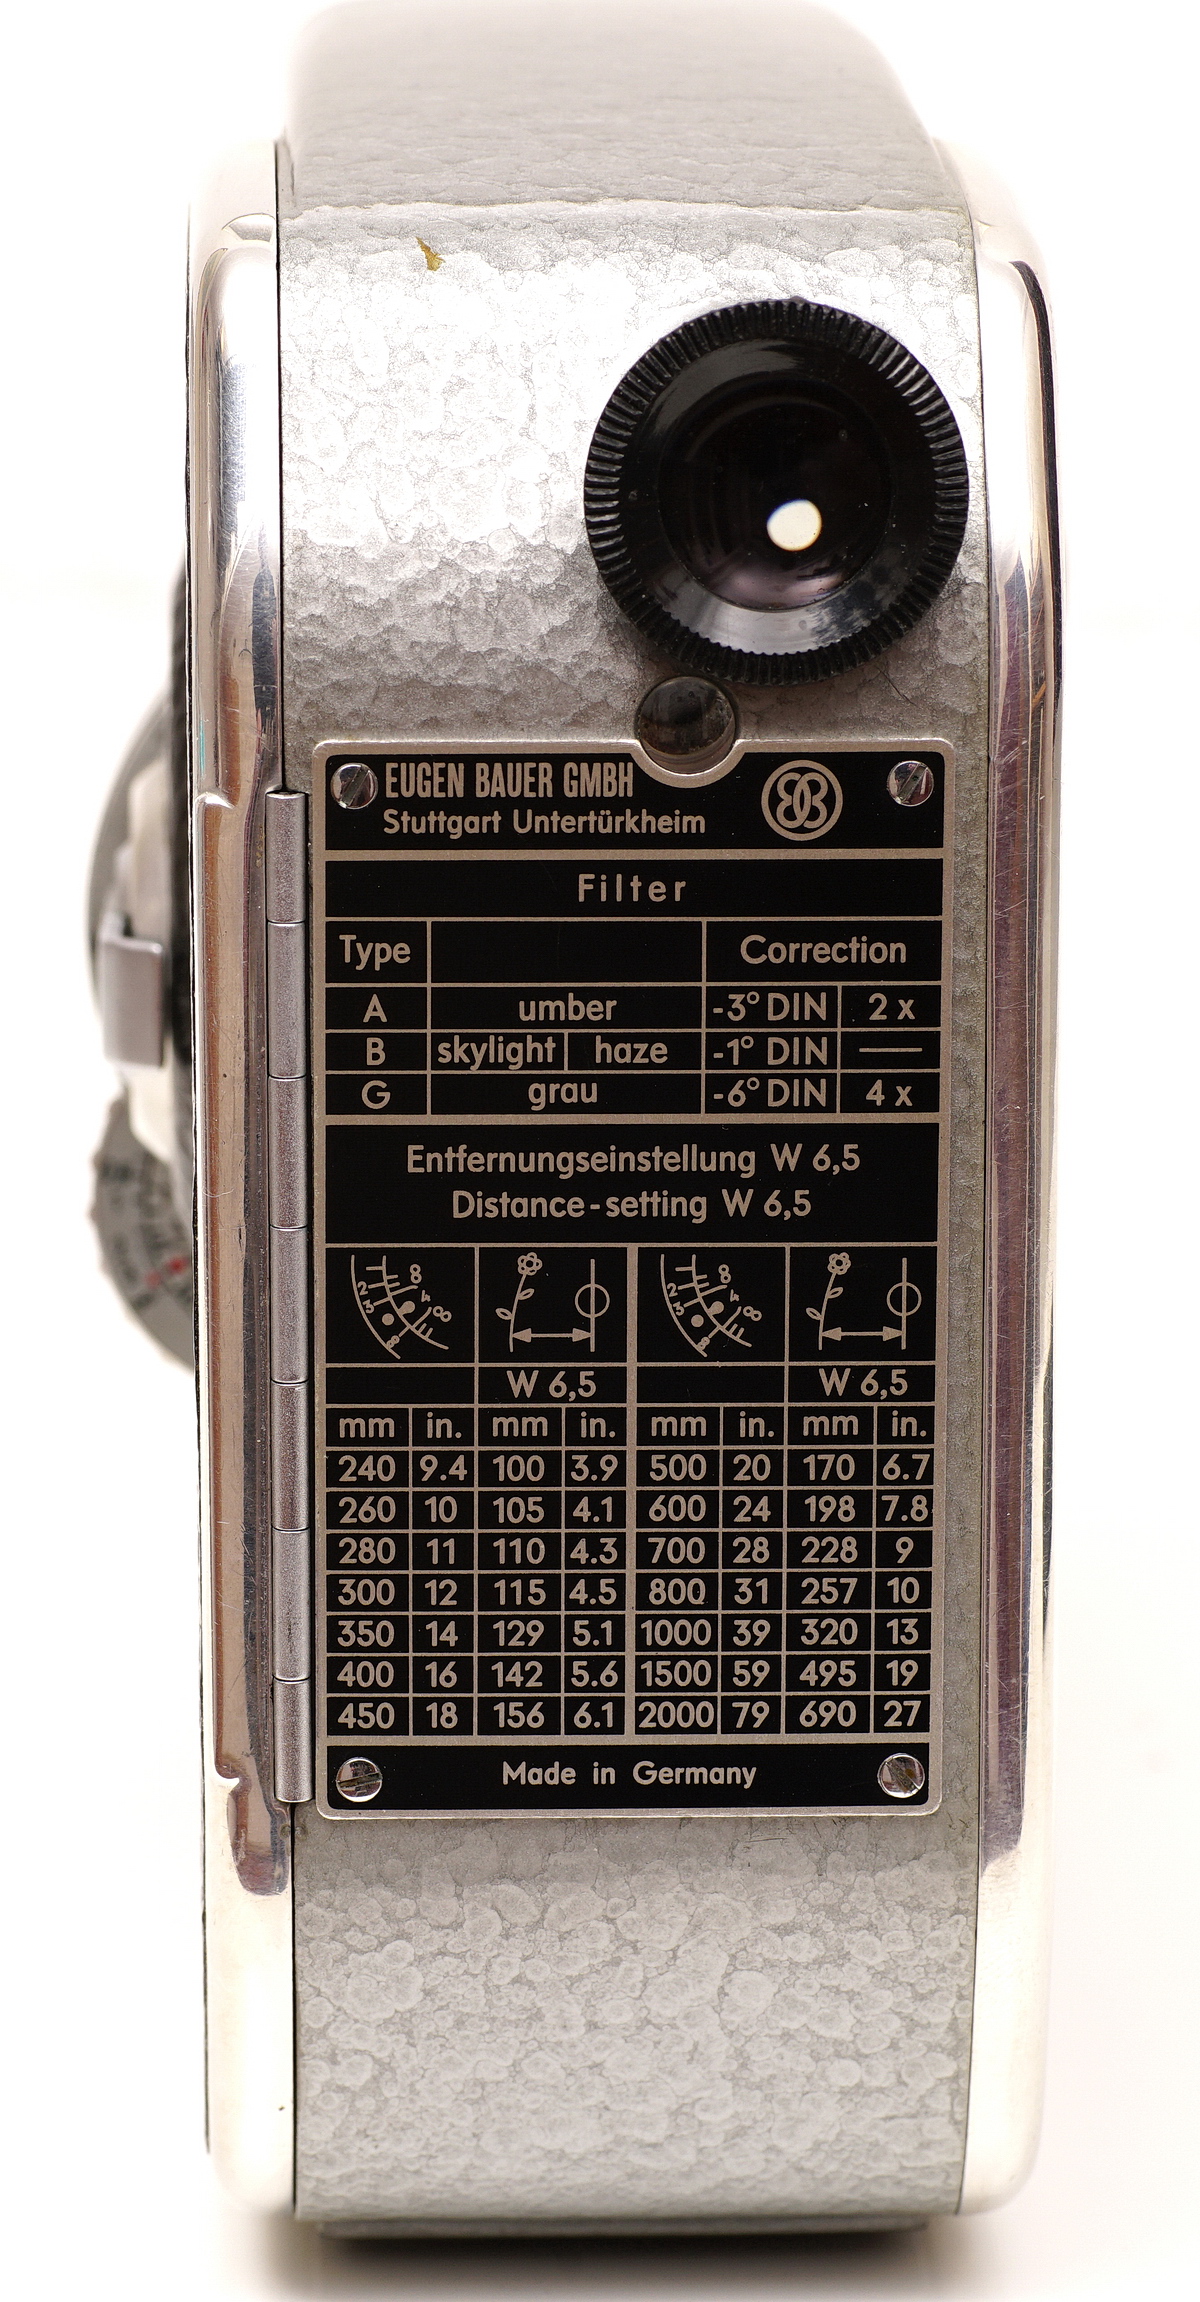 EUGEN BAUER GMBH
Stuttgart Untertürkheim
Filter
Type Correction
A umber -3° DIN 2 x
B skylight haze -1° DIN —
G grau -6° DIN 4 x
Entfernungseinstellung W 6,5
Distance-setting W 6,5
W 6,5 W 6,5
mm in. mm in. mm in. mm in.
240 9.4 100 3.9 500 20 170 6.7
260 10 105 4.1 600 24 198 7.8
280 11 110 4.3 700 28 228 9
300 12 115 4.5 800 31 257 10
350 14 129 5.1 1000 39 320 13
400 16 142 5.6 1500 59 495 19
450 18 156 6.1 2000 79 690 27
Made in Germany